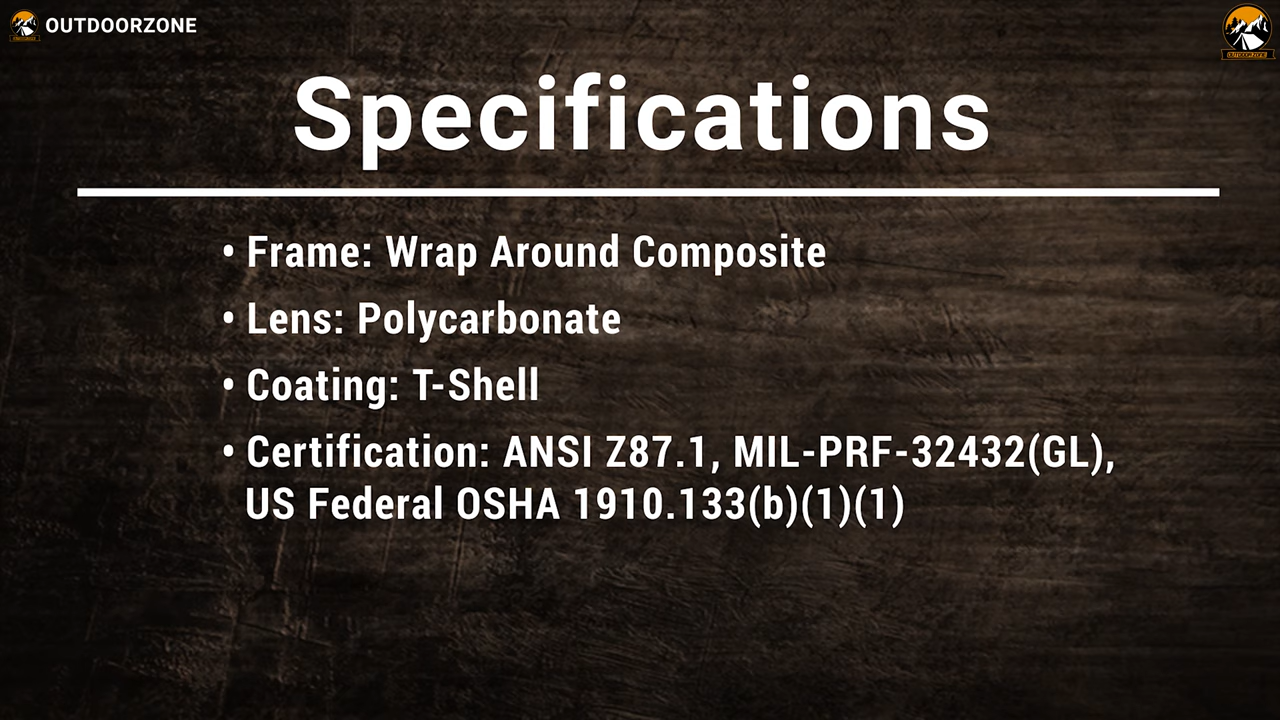 OUTDOORZONE
OUTDOORZONE
Specifications
• Frame: Wrap Around Composite
• Lens: Polycarbonate
• Coating: T-Shell
• Certification: ANSI Z87.1, MIL-PRF-32432(GL),
US Federal OSHA 1910.133(b)(1)(1)